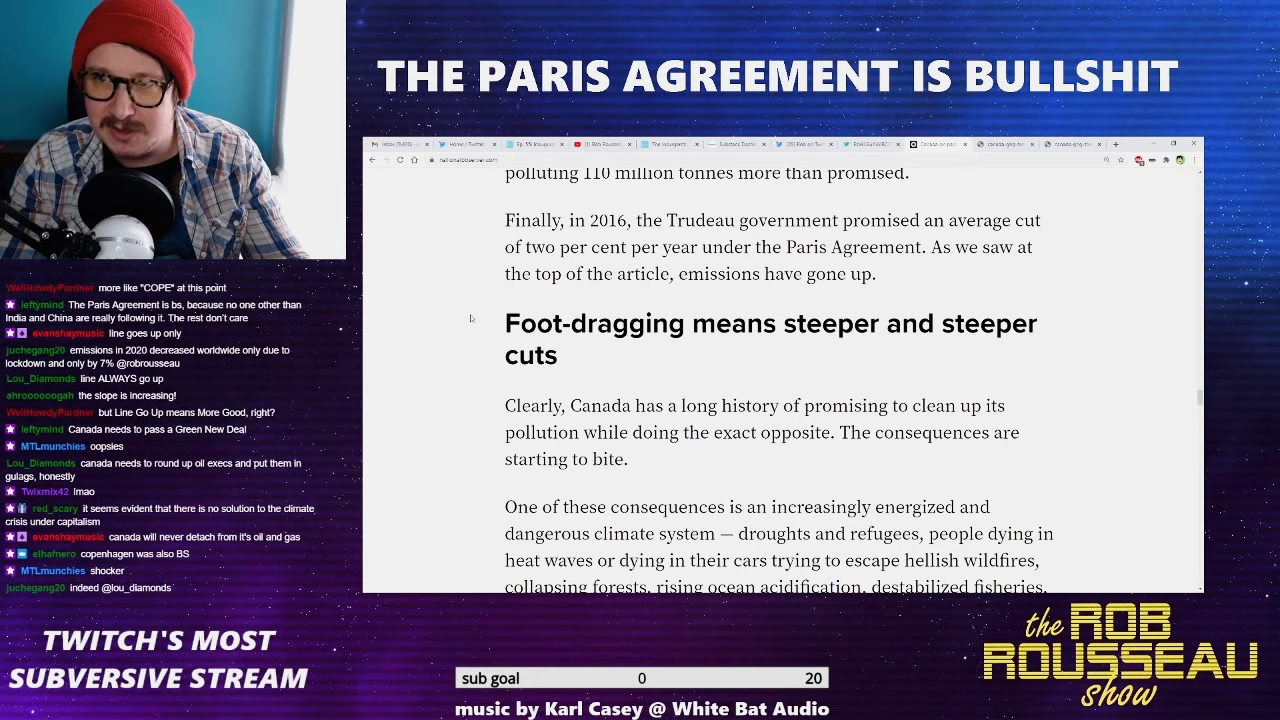 THE PARIS AGREEMENT IS BULLSHIT
Home / Twitter
The Insurgents
nationalobserver.com
polluting 110 million tonnes more than promised.
Finally, in 2016, the Trudeau government promised an average cut
of two per cent per year under the Paris Agreement. As we saw at
the top of the article, emissions have gone up.
Foot-dragging means steeper and steeper
cuts
Clearly, Canada has a long history of promising to clean up its
pollution while doing the exact opposite. The consequences are
starting to bite.
One of these consequences is an increasingly energized and
dangerous climate system — droughts and refugees, people dying in
heat waves or dying in their cars trying to escape hellish wildfires,
collapsing forests, rising ocean acidification, destabilized fisheries,
WellHowdyPardner more like "COPE" at this point
leftymind The Paris Agreement is bs, because no one other than
India and China are really following it. The rest don't care
evanshaymusic line goes up only
juchegang20 emissions in 2020 decreased worldwide only due to
lockdown and only by 7% @robrousseau
Lou_Diamonds line ALWAYS go up
ahroooooogah the slope is increasing!
WellHowdyPardner but Line Go Up means More Good, right?
leftymind Canada needs to pass a Green New Deal
MTLmunchies oopsies
Lou_Diamonds canada needs to round up oil execs and put them in
gulags, honestly
Twixmix42 lmao
red_scary it seems evident that there is no solution to the climate
crisis under capitalism
evanshaymusic canada will never detach from it's oil and gas
elhafnero copenhagen was also BS
MTLmunchies shocker
juchegang20 indeed @lou_diamonds
TWITCH'S MOST
SUBVERSIVE STREAM
sub goal 0 20
music by Karl Casey @ White Bat Audio
the ROB
ROUSSEAU
show